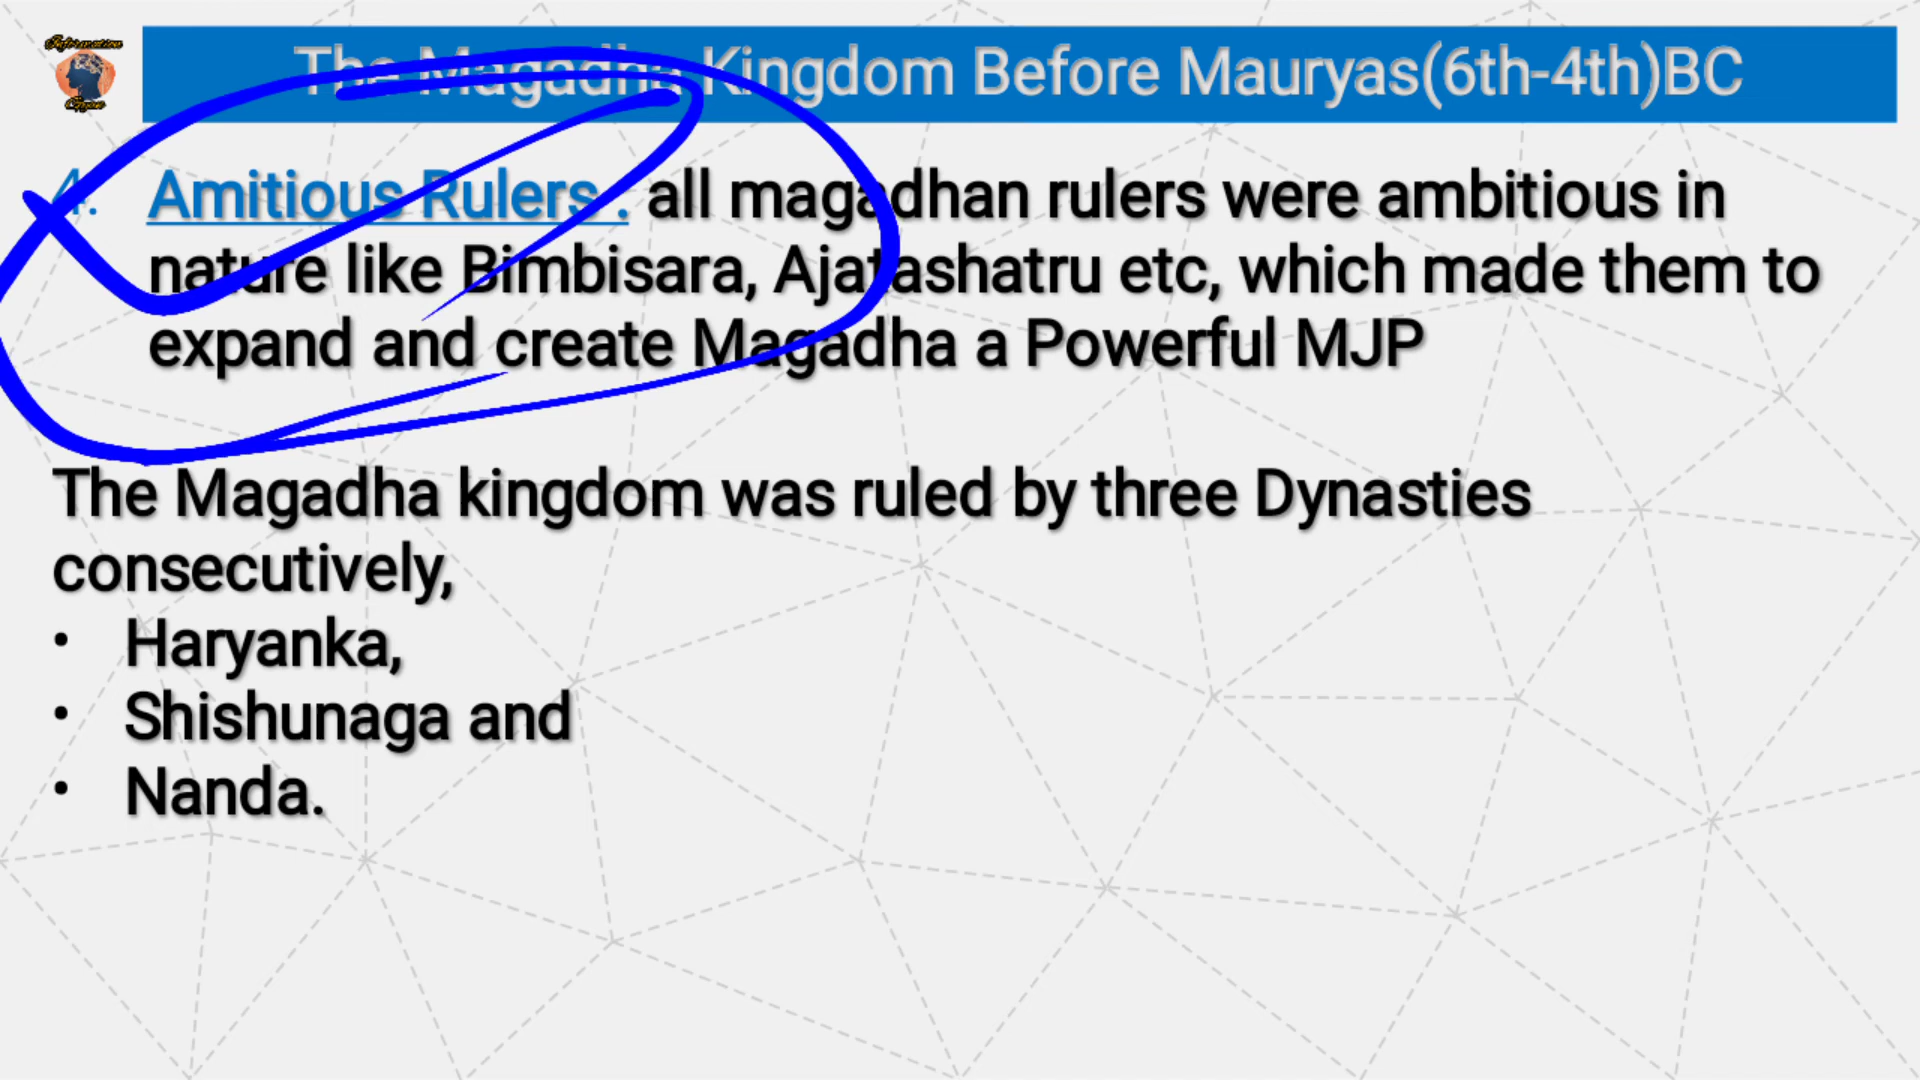 The Magadha Kingdom Before Mauryas(6th-4th)BC
4. Amitious Rulers . all magadhan rulers were ambitious in
nature like Bimbisara, Ajatashatru etc, which made them to
expand and create Magadha a Powerful MJP
The Magadha kingdom was ruled by three Dynasties
consecutively,
• Haryanka,
• Shishunaga and
• Nanda.